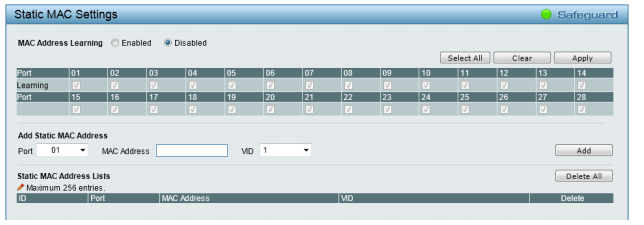 Static MAC Settings
Safeguard
MAC Address Learning Enabled Disabled
Select All Clear Apply
Port 01 02 03 04 05 06 07 08 09 10 11 12 13 14
Learning
Port 15 16 17 18 19 20 21 22 23 24 25 26 27 28
Add Static MAC Address
Port 01 MAC Address VID 1 Add
Static MAC Address Lists Delete All
Maximum 256 entries.
ID Port MAC Address VID Delete